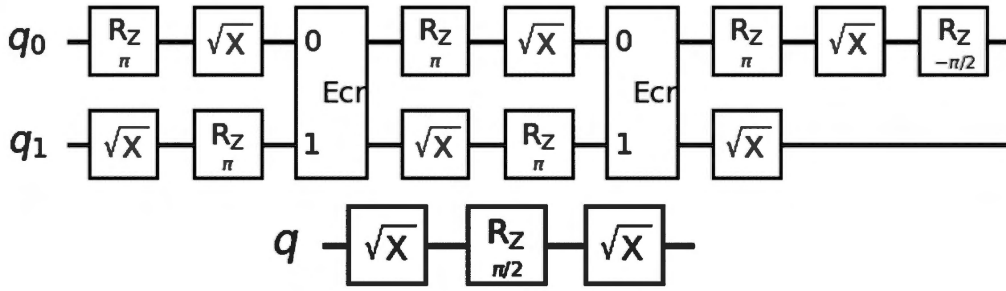 q0 RZ π √X 0 Ecr RZ π √X 0 Ecr RZ π √X RZ −π/2
q1 √X RZ π 1 √X RZ π 1 √X
q √X RZ π/2 √X